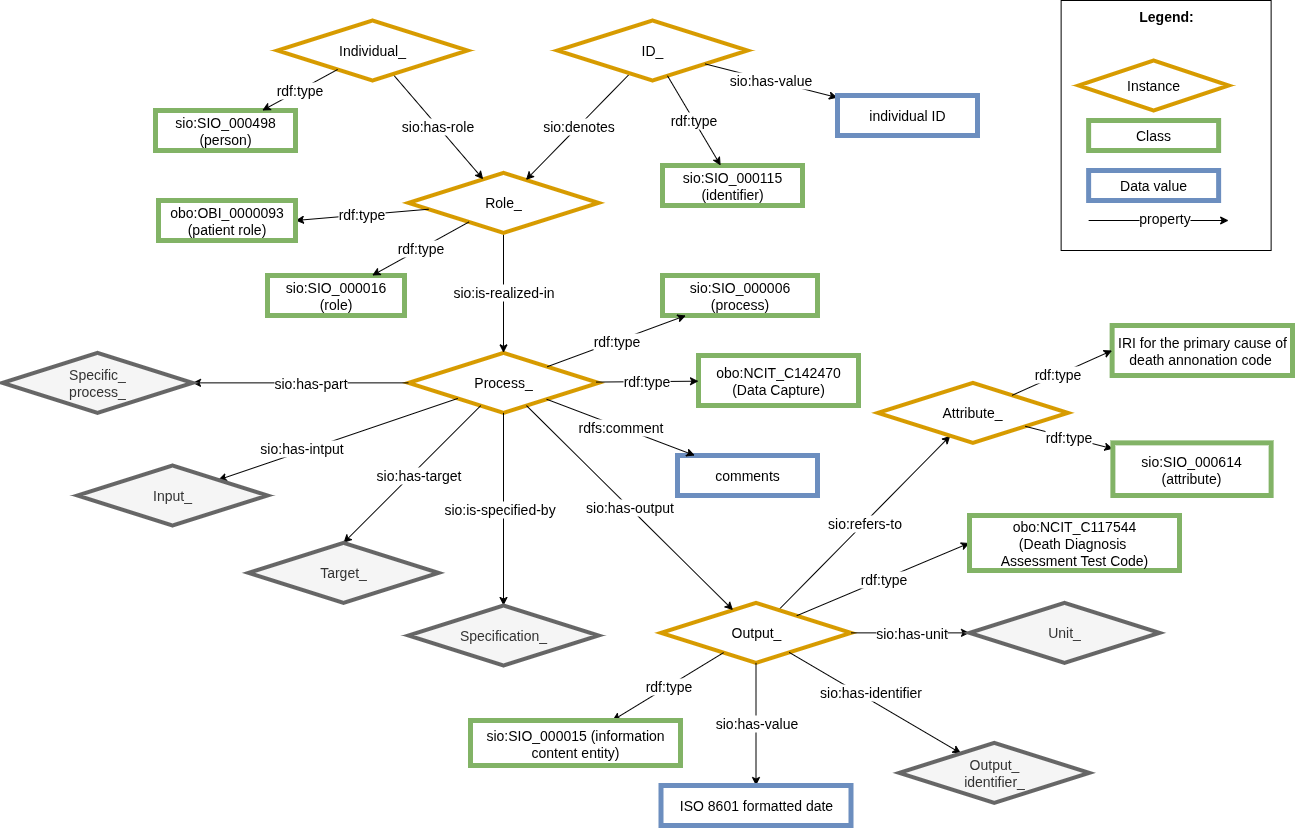 Legend:
Individual_
ID_
Instance
rdf:type
sio:has-value
individual ID
sio:SIO_000498
(person)
sio:has-role
sio:denotes
rdf:type
Class
sio:SIO_000115
(identifier)
Data value
property
Role_
obo:OBI_0000093
(patient role)
rdf:type
rdf:type
sio:SIO_000016
(role)
sio:is-realized-in
sio:SIO_000006
(process)
rdf:type
IRI for the primary cause of
death annonation code
Specific_
process_
sio:has-part
Process_
rdf:type
obo:NCIT_C142470
(Data Capture)
rdf:type
Attribute_
rdf:type
sio:has-intput
rdfs:comment
comments
sio:SIO_000614
(attribute)
Input_
sio:has-target
sio:is-specified-by
sio:has-output
sio:refers-to
obo:NCIT_C117544
(Death Diagnosis
Assessment Test Code)
Target_
rdf:type
Specification_
Output_
sio:has-unit
Unit_
rdf:type
sio:has-identifier
sio:SIO_000015 (information
content entity)
sio:has-value
Output_
identifier_
ISO 8601 formatted date